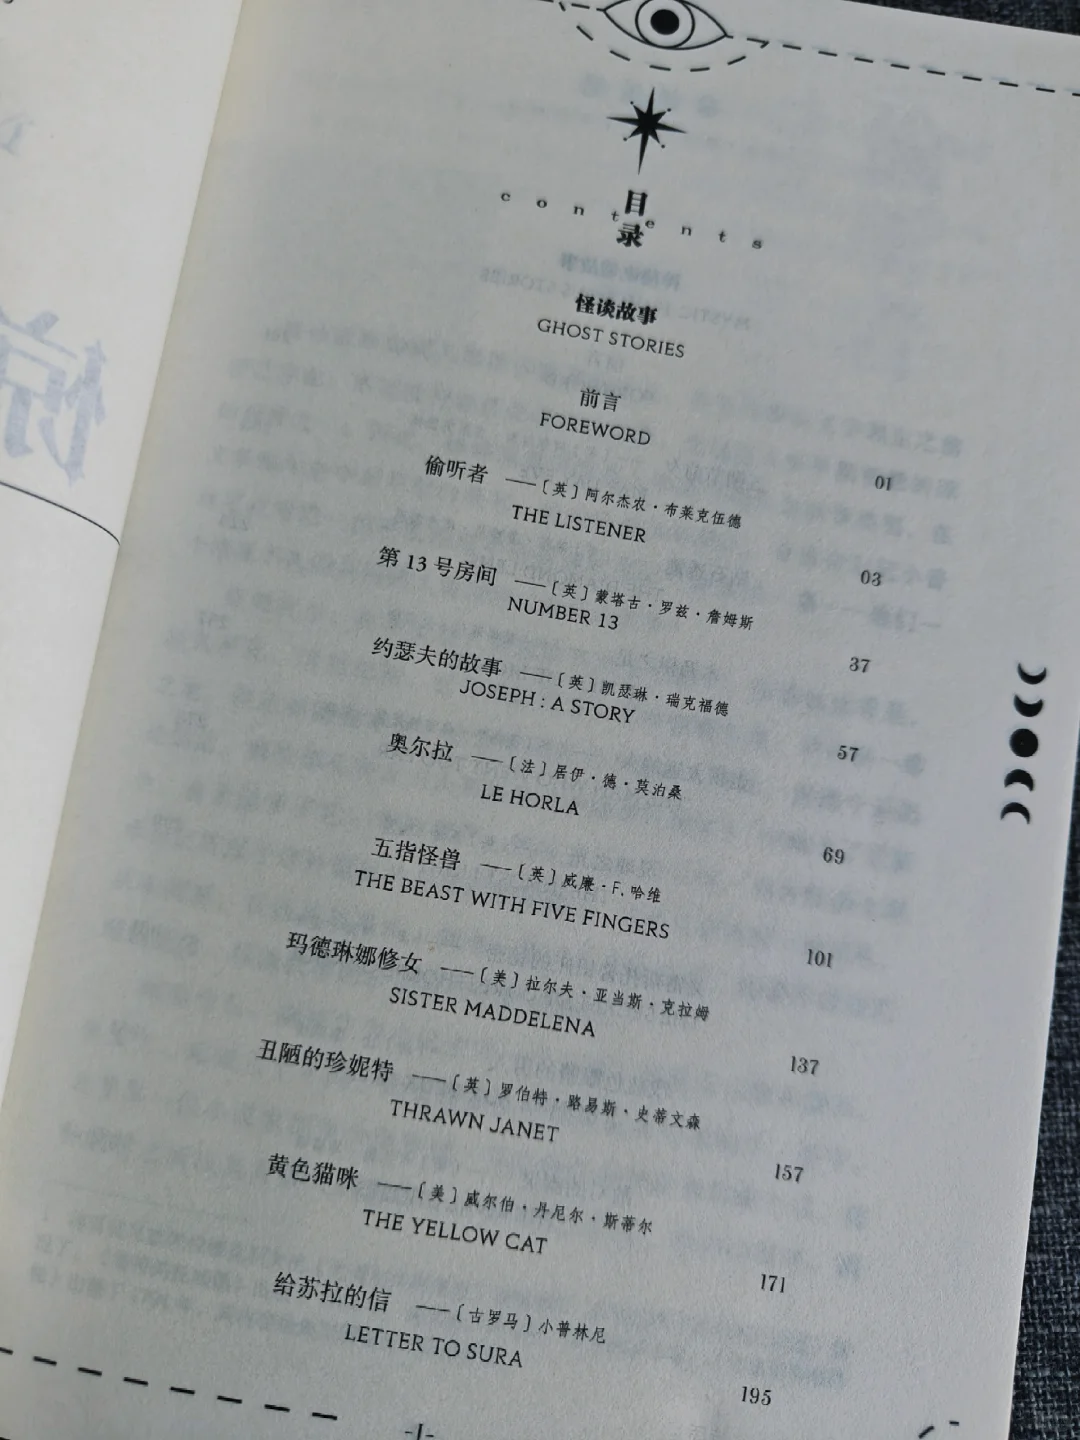 目录
contents
怪谈故事
GHOST STORIES
前言
FOREWORD
01
偷听者 ——〔英〕阿尔杰农·布莱克伍德
THE LISTENER
03
第 13 号房间 ——〔英〕蒙塔古·罗兹·詹姆斯
NUMBER 13
37
约瑟夫的故事 ——〔英〕凯瑟琳·瑞克福德
JOSEPH : A STORY
57
奥尔拉 ——〔法〕居伊·德·莫泊桑
LE HORLA
69
五指怪兽 ——〔英〕威廉·F. 哈维
THE BEAST WITH FIVE FINGERS
101
玛德琳娜修女 ——〔美〕拉尔夫·亚当斯·克拉姆
SISTER MADDELENA
137
丑陋的珍妮特 ——〔英〕罗伯特·路易斯·史蒂文森
THRAWN JANET
157
黄色猫咪 ——〔美〕威尔伯·丹尼尔·斯蒂尔
THE YELLOW CAT
171
给苏拉的信 ——〔古罗马〕小普林尼
LETTER TO SURA
195